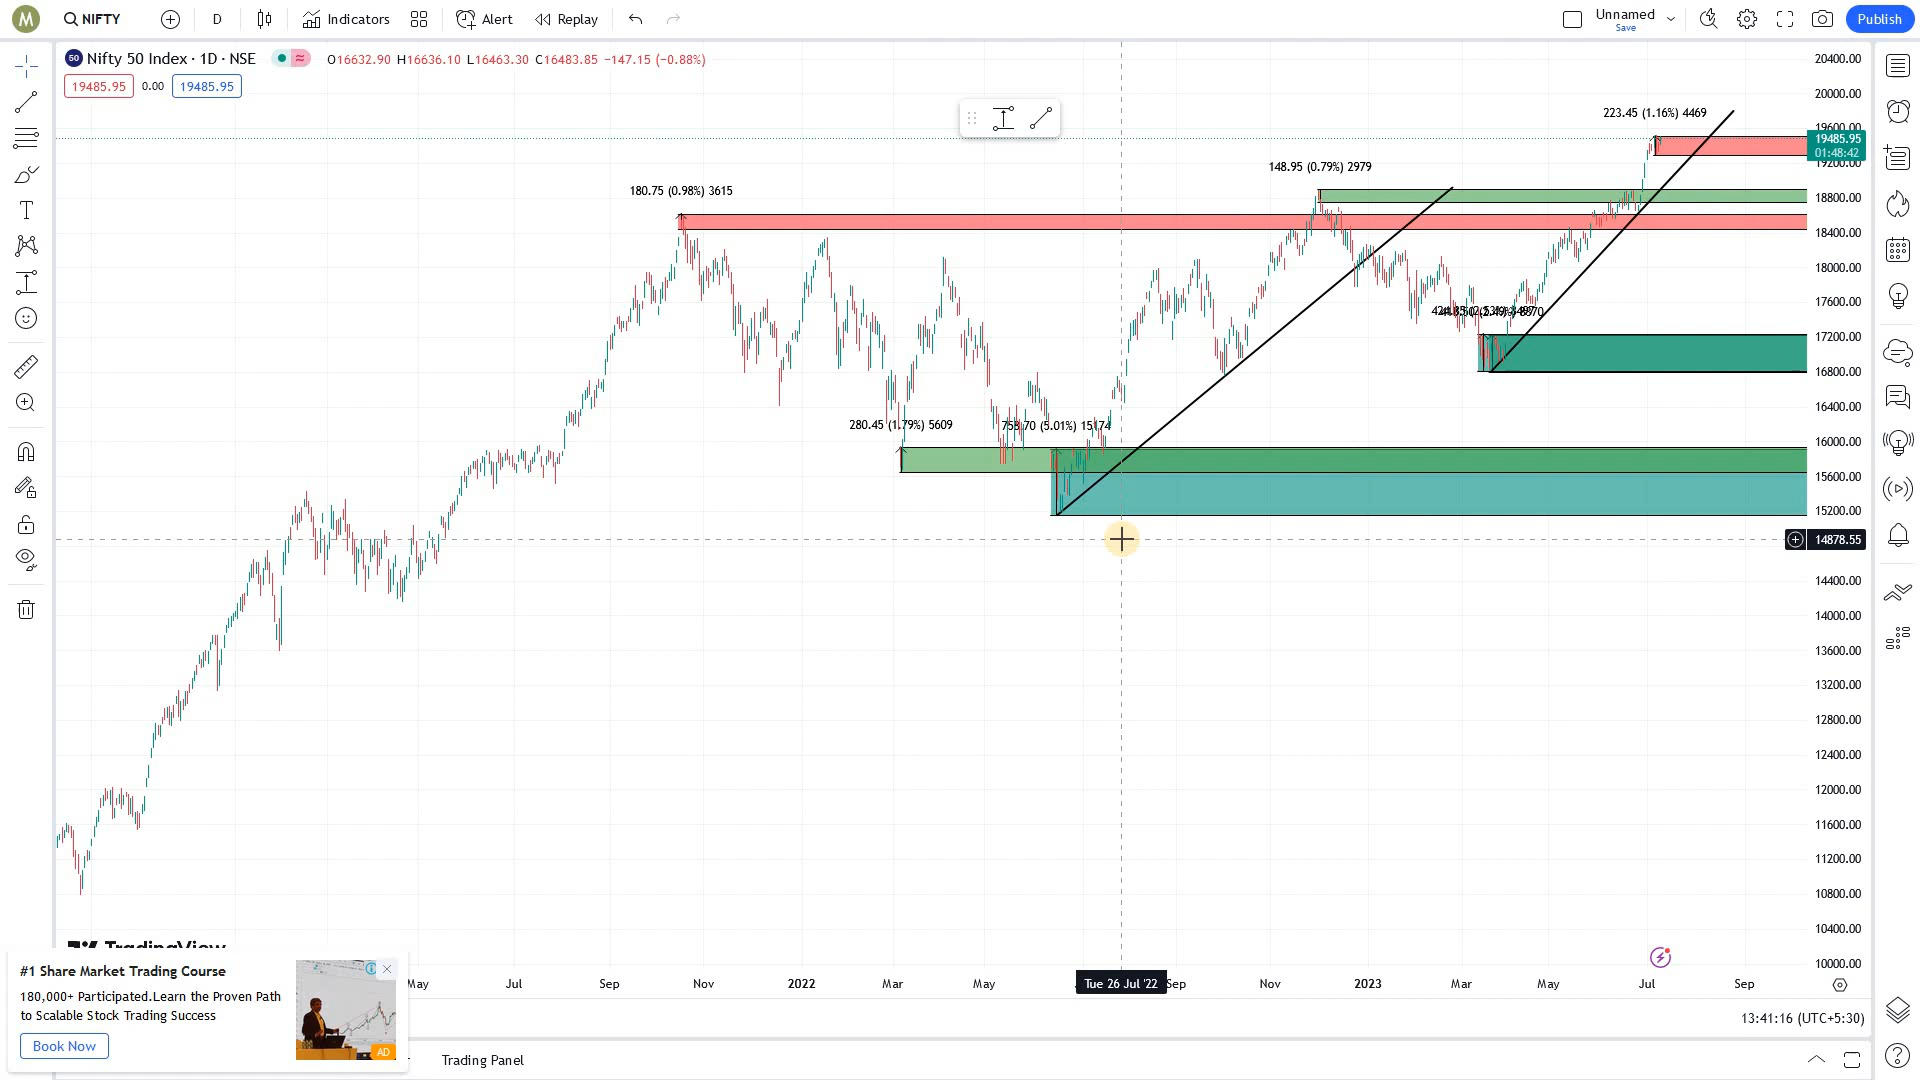 M NIFTY D Indicators Alert Replay Unnamed Save Publish
50 Nifty 50 Index · 1D · NSE O16632.90 H16636.10 L16463.30 C16483.85 −147.15 (−0.88%)
19485.95 0.00 19485.95
223.45 (1.16%) 4469
148.95 (0.79%) 2979
180.75 (0.98%) 3615
280.45 (1.79%) 5609
758.70 (5.01%) 15174
20400.00
20000.00
19600.00
19485.95
01:48:42
19200.00
18800.00
18400.00
18000.00
17600.00
17200.00
16800.00
16400.00
16000.00
15600.00
15200.00
14878.55
14400.00
14000.00
13600.00
13200.00
12800.00
12400.00
12000.00
11600.00
11200.00
10800.00
10400.00
10000.00
TradingView
May Jul Sep Nov 2022 Mar May Tue 26 Jul '22 Sep Nov 2023 Mar May Jul Sep
#1 Share Market Trading Course
180,000+ Participated.Learn the Proven Path
to Scalable Stock Trading Success
Book Now
AD
13:41:16 (UTC+5:30)
Trading Panel